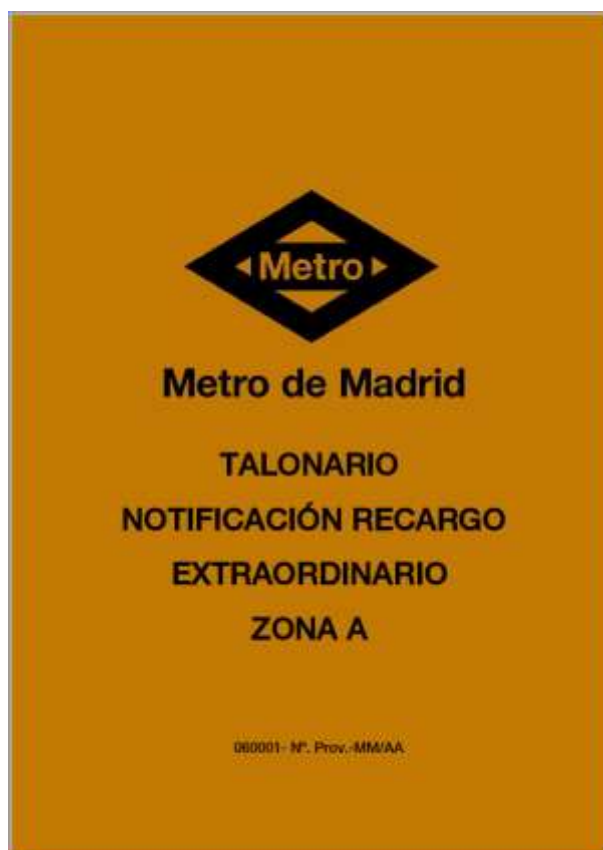 Metro
Metro de Madrid
TALONARIO
NOTIFICACIÓN RECARGO
EXTRAORDINARIO
ZONA A
060001- Nº. Prov.-MM/AA